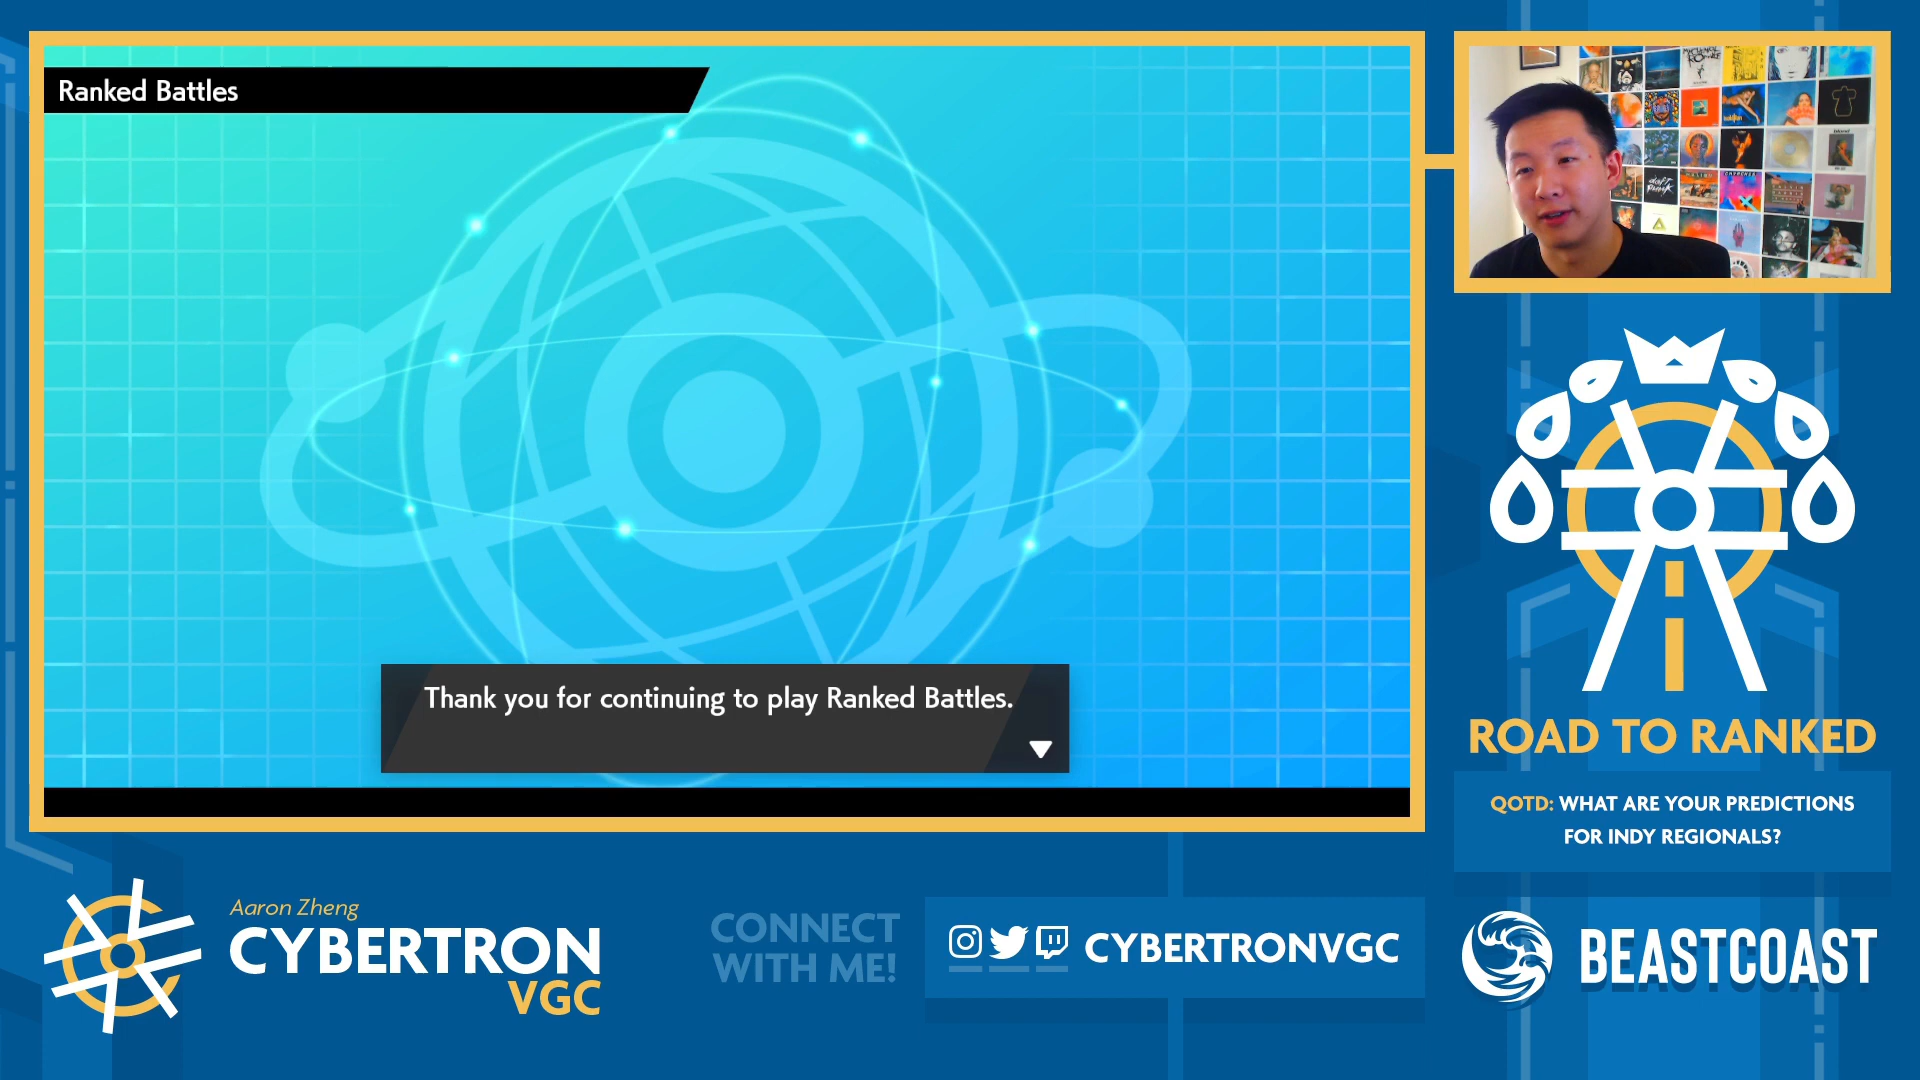 Ranked Battles
Thank you for continuing to play Ranked Battles.
ROAD TO RANKED
QOTD: WHAT ARE YOUR PREDICTIONS
FOR INDY REGIONALS?
Aaron Zheng
CYBERTRON
VGC
CONNECT
WITH ME!
CYBERTRONVGC
BEASTCOAST